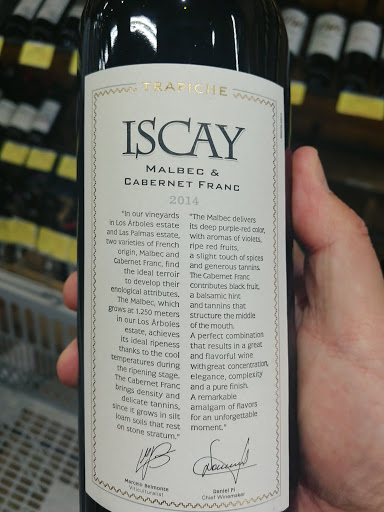 TRAPICHE
ISCAY
MALBEC &
CABERNET FRANC
2014
"In our vineyards
in Los Árboles estate
and Las Palmas estate,
two varieties of French
origin, Malbec and
Cabernet Franc, find
the ideal terroir
to develop their
enological attributes.
The Malbec, which
grows at 1.250 meters
in our Los Árboles
estate, achieves
its ideal ripeness
thanks to the cool
temperatures during
the ripening stage.
The Cabernet Franc
brings density and
delicate tannins,
since it grows in silt
loam soils that rest
on stone stratum."
"The Malbec delivers
its deep purple-red color,
with aromas of violets,
ripe red fruits,
a slight touch of spices
and generous tannins.
The Cabernet Franc
contributes black fruit,
a balsamic hint
and tannins that
structure the middle
of the mouth.
A perfect combination
that results in a great
and flavorful wine
with great concentration,
elegance, complexity
and a pure finish.
A remarkable
amalgam of flavors
for an unforgettable
moment."
Marcelo Belmonte
Viticulturalist
Daniel Pi
Chief Winemaker